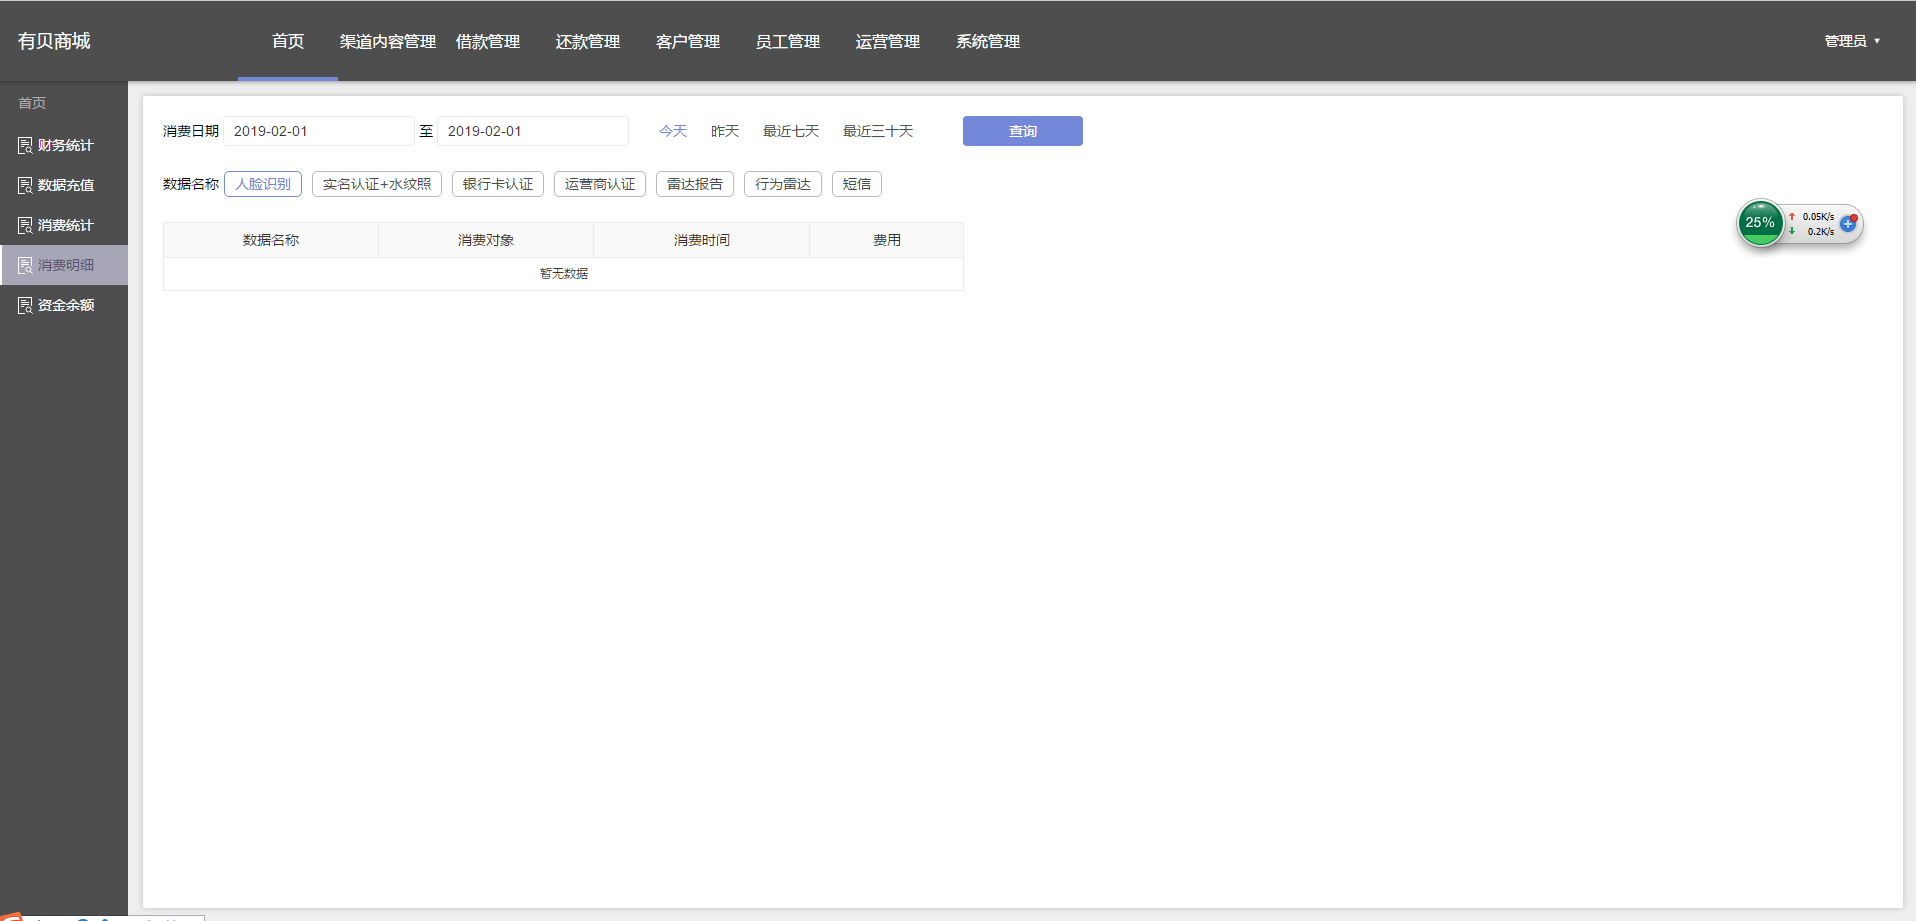 有贝商城 首页 渠道内容管理 借款管理 还款管理 客户管理 员工管理 运营管理 系统管理 管理员
首页
财务统计
数据充值
消费统计
消费明细
资金余额
消费日期 2019-02-01 至 2019-02-01 今天 昨天 最近七天 最近三十天 查询
数据名称 人脸识别 实名认证+水纹照 银行卡认证 运营商认证 雷达报告 行为雷达 短信
数据名称 消费对象 消费时间 费用
暂无数据
25% 0.05K/s
0.2K/s